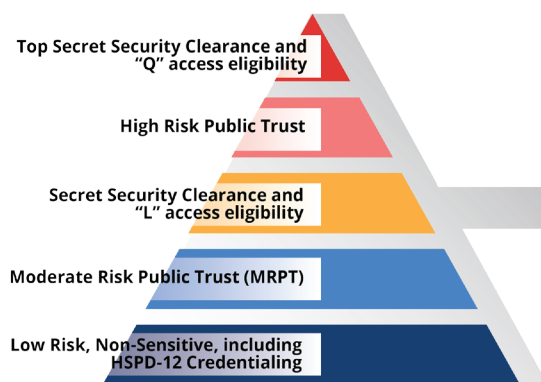 Top Secret Security Clearance and
“Q” access eligibility
High Risk Public Trust
Secret Security Clearance and
“L” access eligibility
Moderate Risk Public Trust (MRPT)
Low Risk, Non-Sensitive, including
HSPD-12 Credentialing